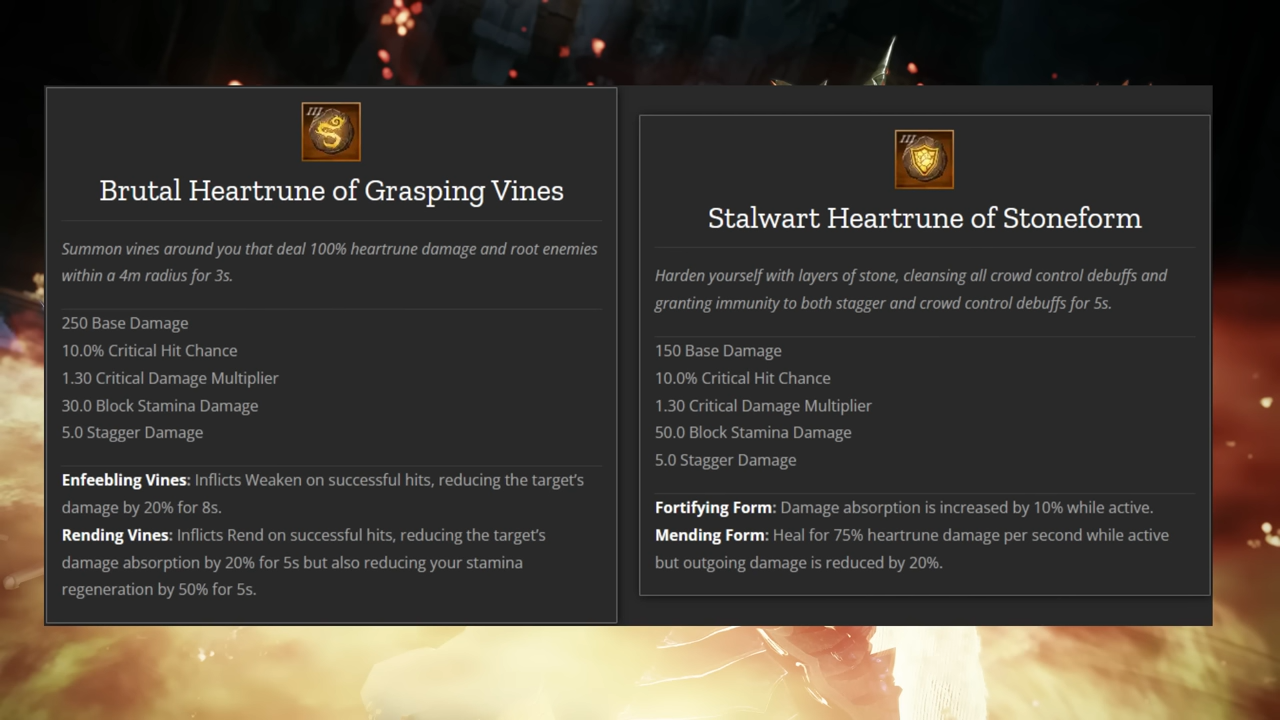 III
Brutal Heartrune of Grasping Vines
Summon vines around you that deal 100% heartrune damage and root enemies
within a 4m radius for 3s.
250 Base Damage
10.0% Critical Hit Chance
1.30 Critical Damage Multiplier
30.0 Block Stamina Damage
5.0 Stagger Damage
Enfeebling Vines: Inflicts Weaken on successful hits, reducing the target’s
damage by 20% for 8s.
Rending Vines: Inflicts Rend on successful hits, reducing the target’s
damage absorption by 20% for 5s but also reducing your stamina
regeneration by 50% for 5s.
III
Stalwart Heartrune of Stoneform
Harden yourself with layers of stone, cleansing all crowd control debuffs and
granting immunity to both stagger and crowd control debuffs for 5s.
150 Base Damage
10.0% Critical Hit Chance
1.30 Critical Damage Multiplier
50.0 Block Stamina Damage
5.0 Stagger Damage
Fortifying Form: Damage absorption is increased by 10% while active.
Mending Form: Heal for 75% heartrune damage per second while active
but outgoing damage is reduced by 20%.